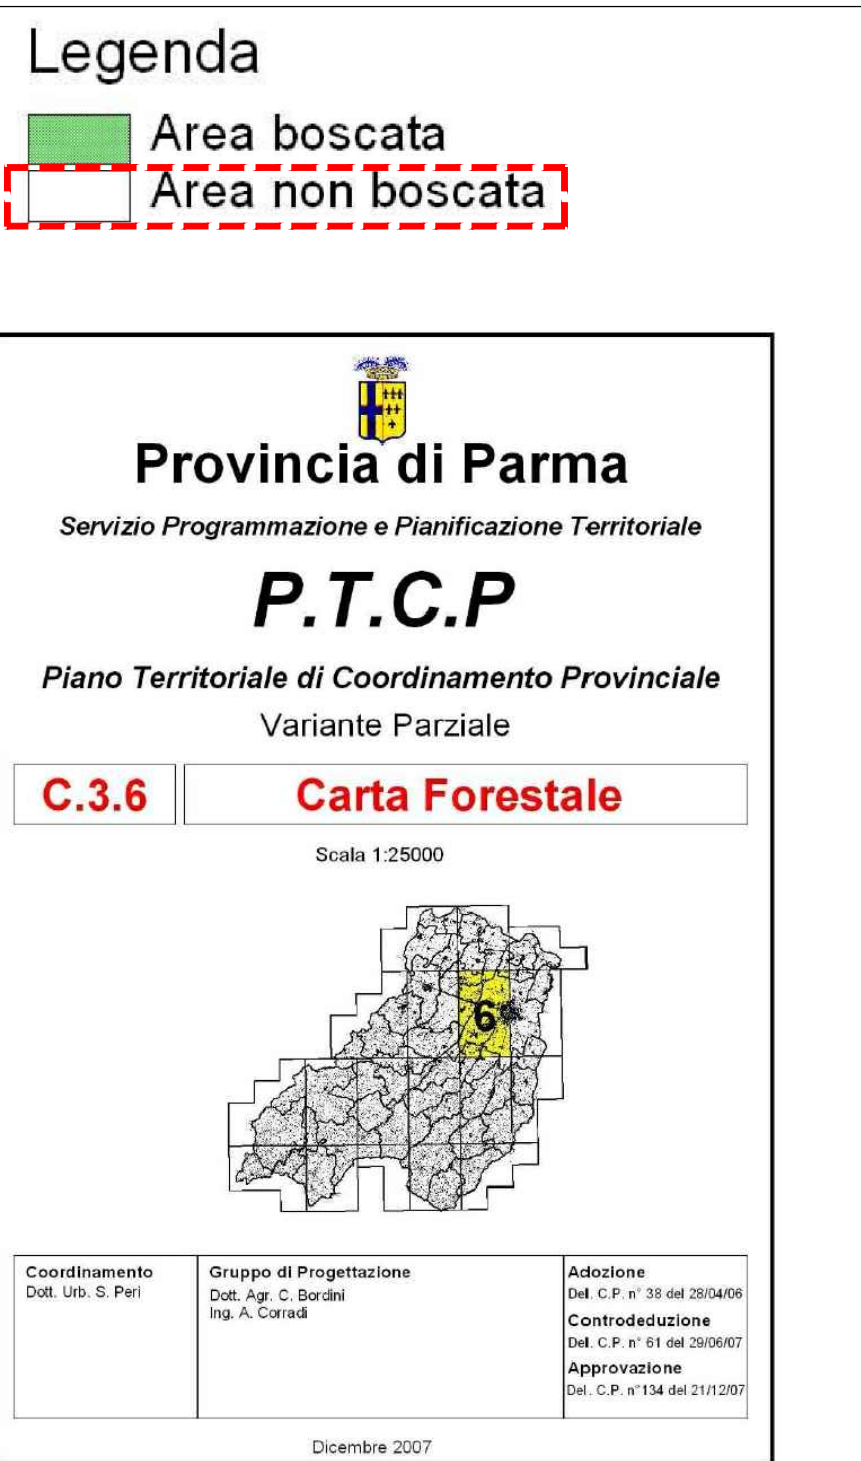 Legenda
Area boscata
Area non boscata
Provincia di Parma
Servizio Programmazione e Pianificazione Territoriale
P.T.C.P
Piano Territoriale di Coordinamento Provinciale
Variante Parziale
C.3.6 Carta Forestale
Scala 1:25000
6
Coordinamento
Dott. Urb. S. Peri
Gruppo di Progettazione
Dott. Agr. C. Bordini
Ing. A. Corradi
Adozione
Del. C.P. n° 38 del 28/04/06
Controdeduzione
Del. C.P. n° 61 del 29/06/07
Approvazione
Del. C.P. n°134 del 21/12/07
Dicembre 2007